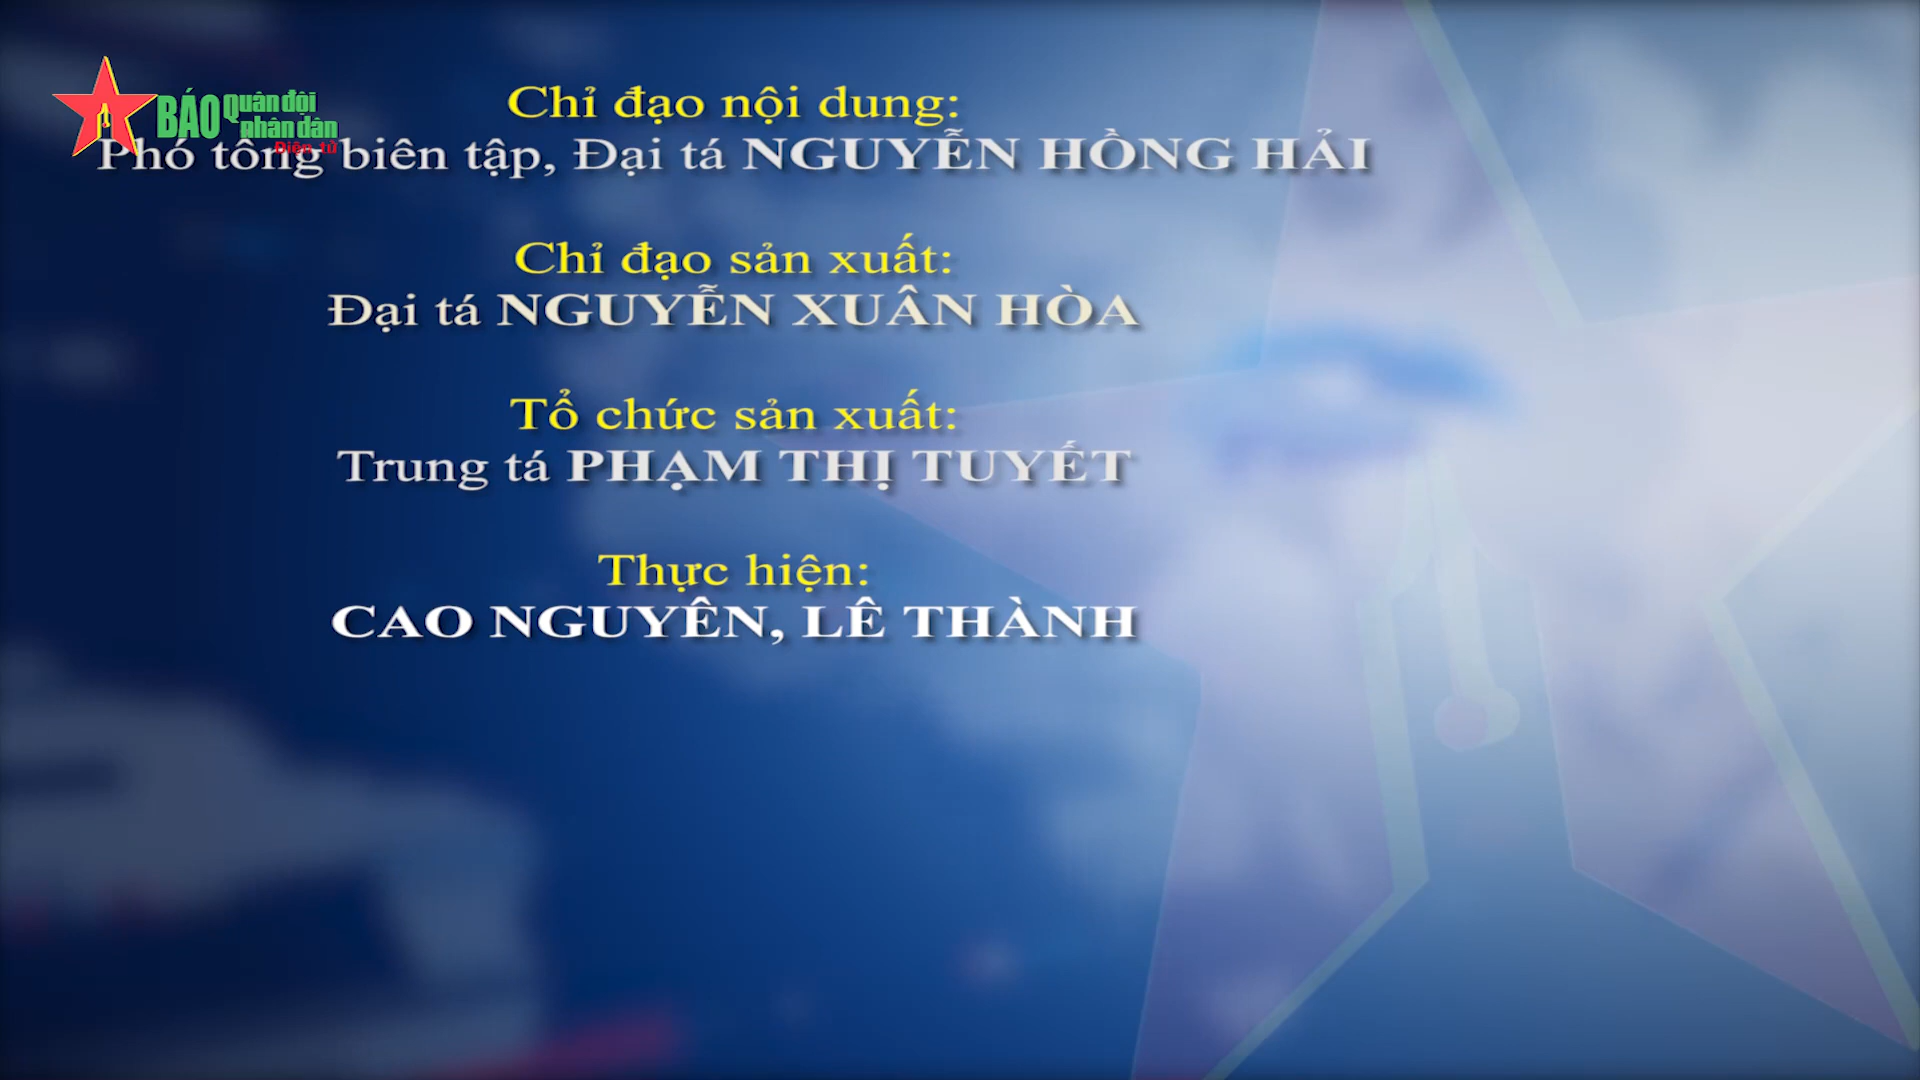 BÁO Quân đội
nhân dân
Điện tử
Chỉ đạo nội dung:
Phó tổng biên tập, Đại tá NGUYỄN HỒNG HẢI
Chỉ đạo sản xuất:
Đại tá NGUYỄN XUÂN HÒA
Tổ chức sản xuất:
Trung tá PHẠM THỊ TUYẾT
Thực hiện:
CAO NGUYÊN, LÊ THÀNH